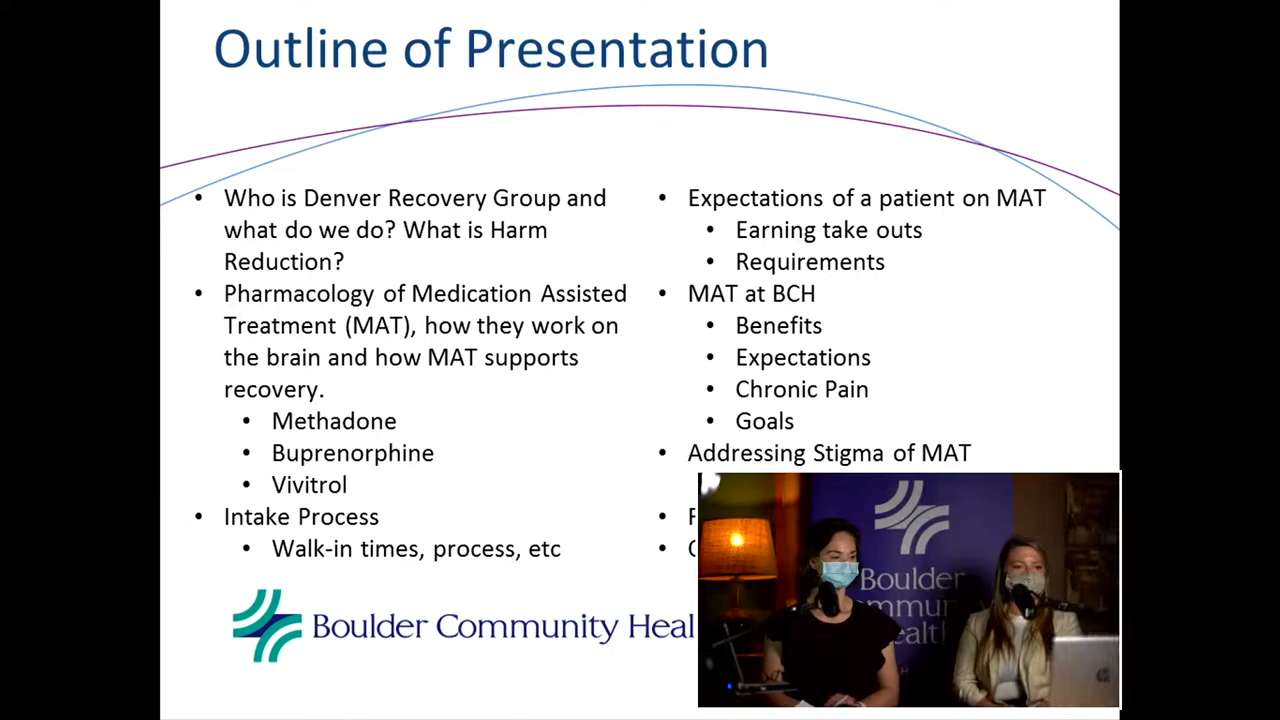 Outline of Presentation
• Who is Denver Recovery Group and
what do we do? What is Harm
Reduction?
• Pharmacology of Medication Assisted
Treatment (MAT), how they work on
the brain and how MAT supports
recovery.
• Methadone
• Buprenorphine
• Vivitrol
• Intake Process
• Walk-in times, process, etc
• Expectations of a patient on MAT
• Earning take outs
• Requirements
• MAT at BCH
• Benefits
• Expectations
• Chronic Pain
• Goals
• Addressing Stigma of MAT
Boulder Community Heal
Boulder
mmun
ealth
hp